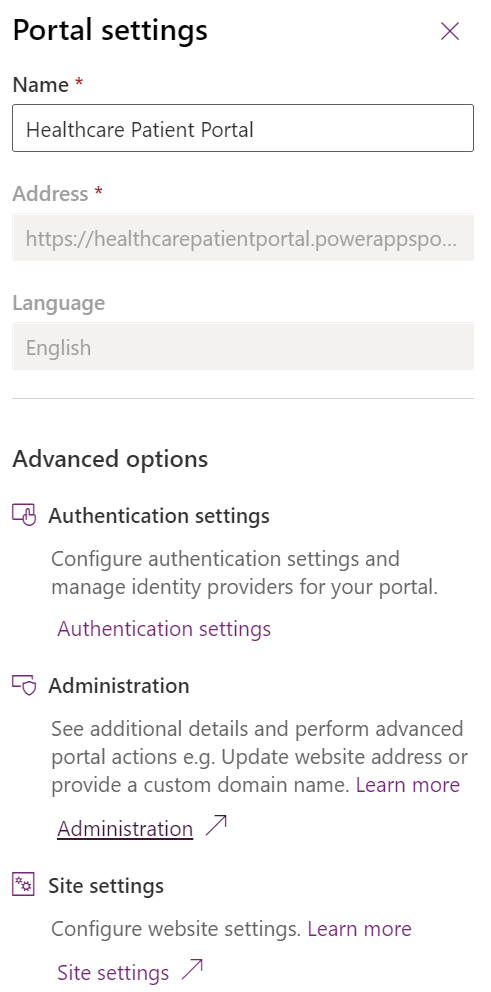 Portal settings
Name *
Healthcare Patient Portal
Address *
https://healthcarepatientportal.powerappspo...
Language
English
Advanced options
Authentication settings
Configure authentication settings and
manage identity providers for your portal.
Authentication settings
Administration
See additional details and perform advanced
portal actions e.g. Update website address or
provide a custom domain name. Learn more
Administration
Site settings
Configure website settings. Learn more
Site settings